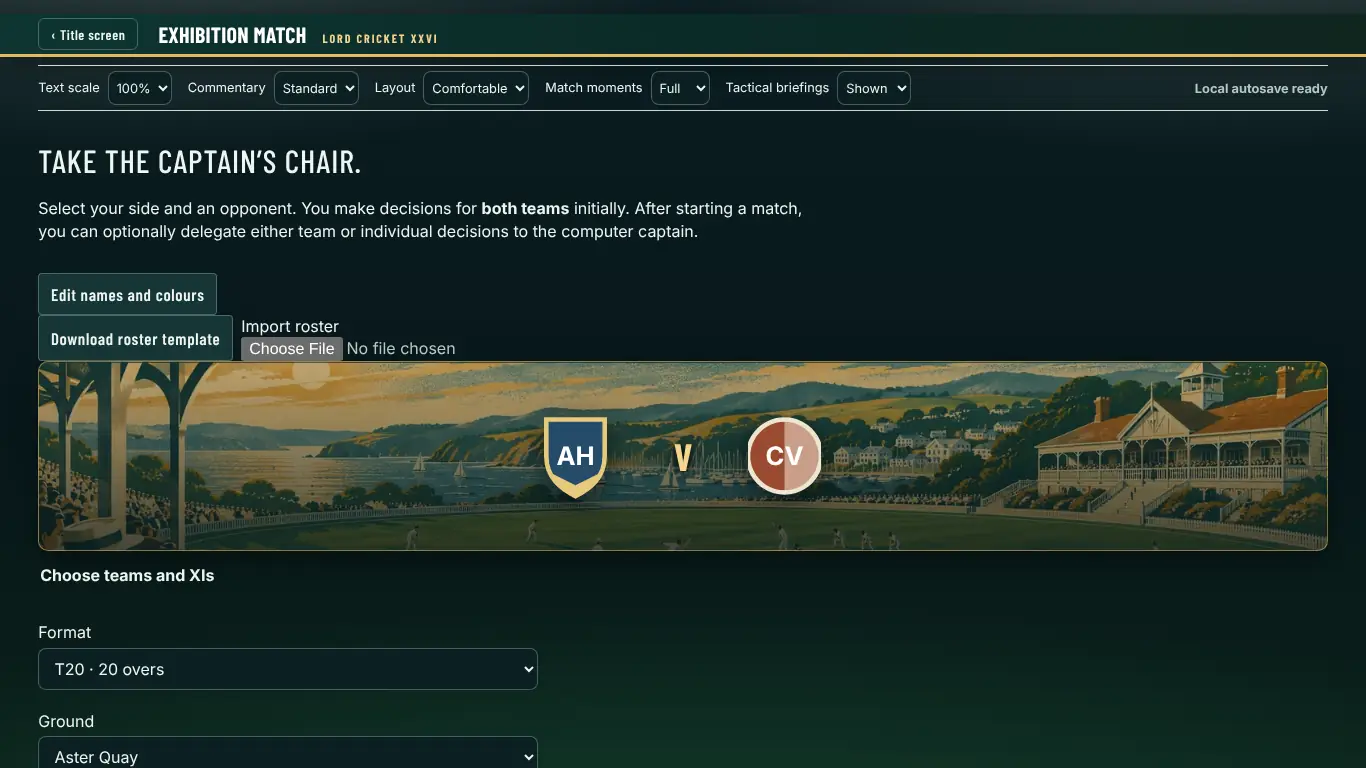 ‹ Title screen
EXHIBITION MATCH
LORD CRICKET XXVI
Text scale 100% Commentary Standard Layout Comfortable Match moments Full Tactical briefings Shown Local autosave ready
TAKE THE CAPTAIN’S CHAIR.
Select your side and an opponent. You make decisions for both teams initially. After starting a match,
you can optionally delegate either team or individual decisions to the computer captain.
Edit names and colours
Download roster template
Import roster
Choose File No file chosen
AH V CV
Choose teams and XIs
Format
T20 · 20 overs
Ground
Aster Quay